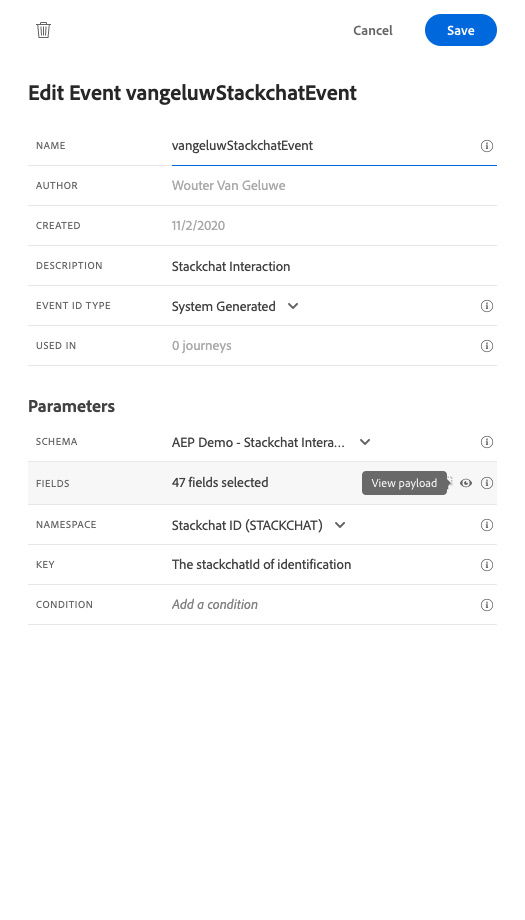 Cancel
Save
Edit Event vangeluwStackchatEvent
NAME vangeluwStackchatEvent
AUTHOR Wouter Van Geluwe
CREATED 11/2/2020
DESCRIPTION Stackchat Interaction
EVENT ID TYPE System Generated
USED IN 0 journeys
Parameters
SCHEMA AEP Demo - Stackchat Intera...
FIELDS 47 fields selected View payload
NAMESPACE Stackchat ID (STACKCHAT)
KEY The stackchatId of identification
CONDITION Add a condition